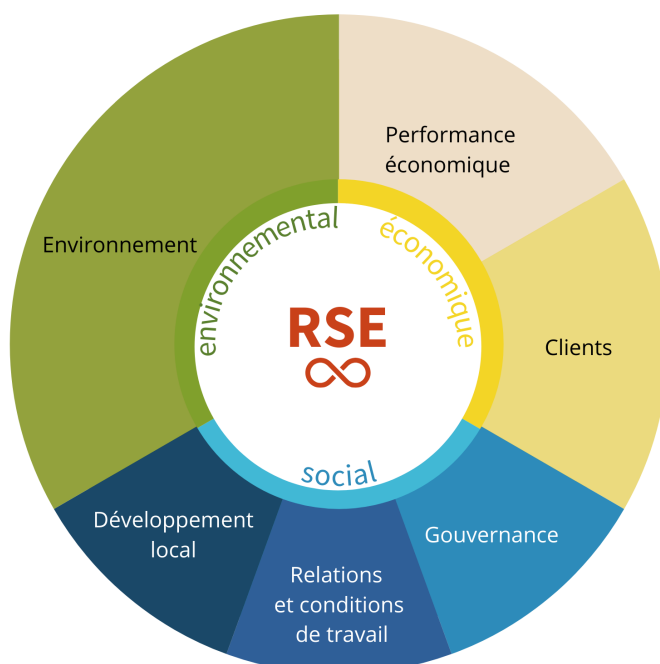 Performance
économique
Environnement
environnemental
économique
RSE
Clients
social
Développement
local
Gouvernance
Relations
et conditions
de travail